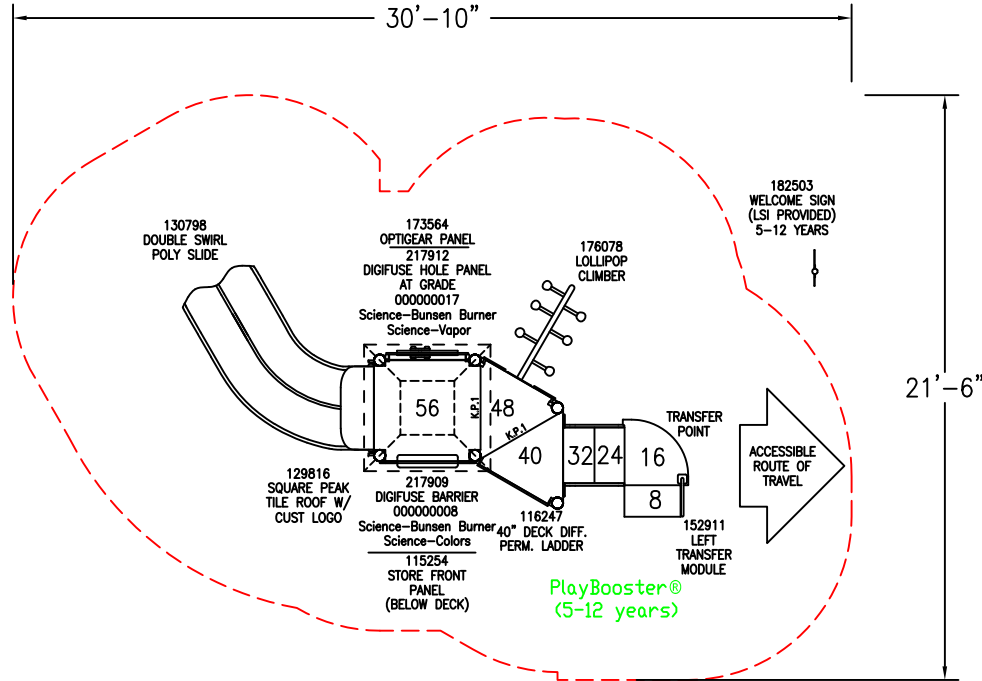 30'-10"
21'-6"
182503
WELCOME SIGN
(LSI PROVIDED)
5-12 YEARS
130798
DOUBLE SWIRL
POLY SLIDE
173564
OPTIGEAR PANEL
217912
DIGIFUSE HOLE PANEL
AT GRADE
000000017
Science-Bunsen Burner
Science-Vapor
176078
LOLLIPOP
CLIMBER
56
K.P.1
48
K.P.1
40
32
24
16
8
TRANSFER
POINT
ACCESSIBLE
ROUTE OF
TRAVEL
129816
SQUARE PEAK
TILE ROOF W/
CUST LOGO
217909
DIGIFUSE BARRIER
000000008
Science-Bunsen Burner
Science-Colors
115254
STORE FRONT
PANEL
(BELOW DECK)
116247
40" DECK DIFF.
PERM. LADDER
152911
LEFT
TRANSFER
MODULE
PlayBooster®
(5-12 years)